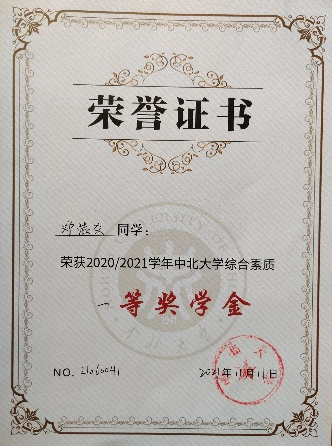 荣誉证书
同学：
荣获2020/2021学年中北大学综合素质
一等奖学金
NO. 2106041
2021年11月11日